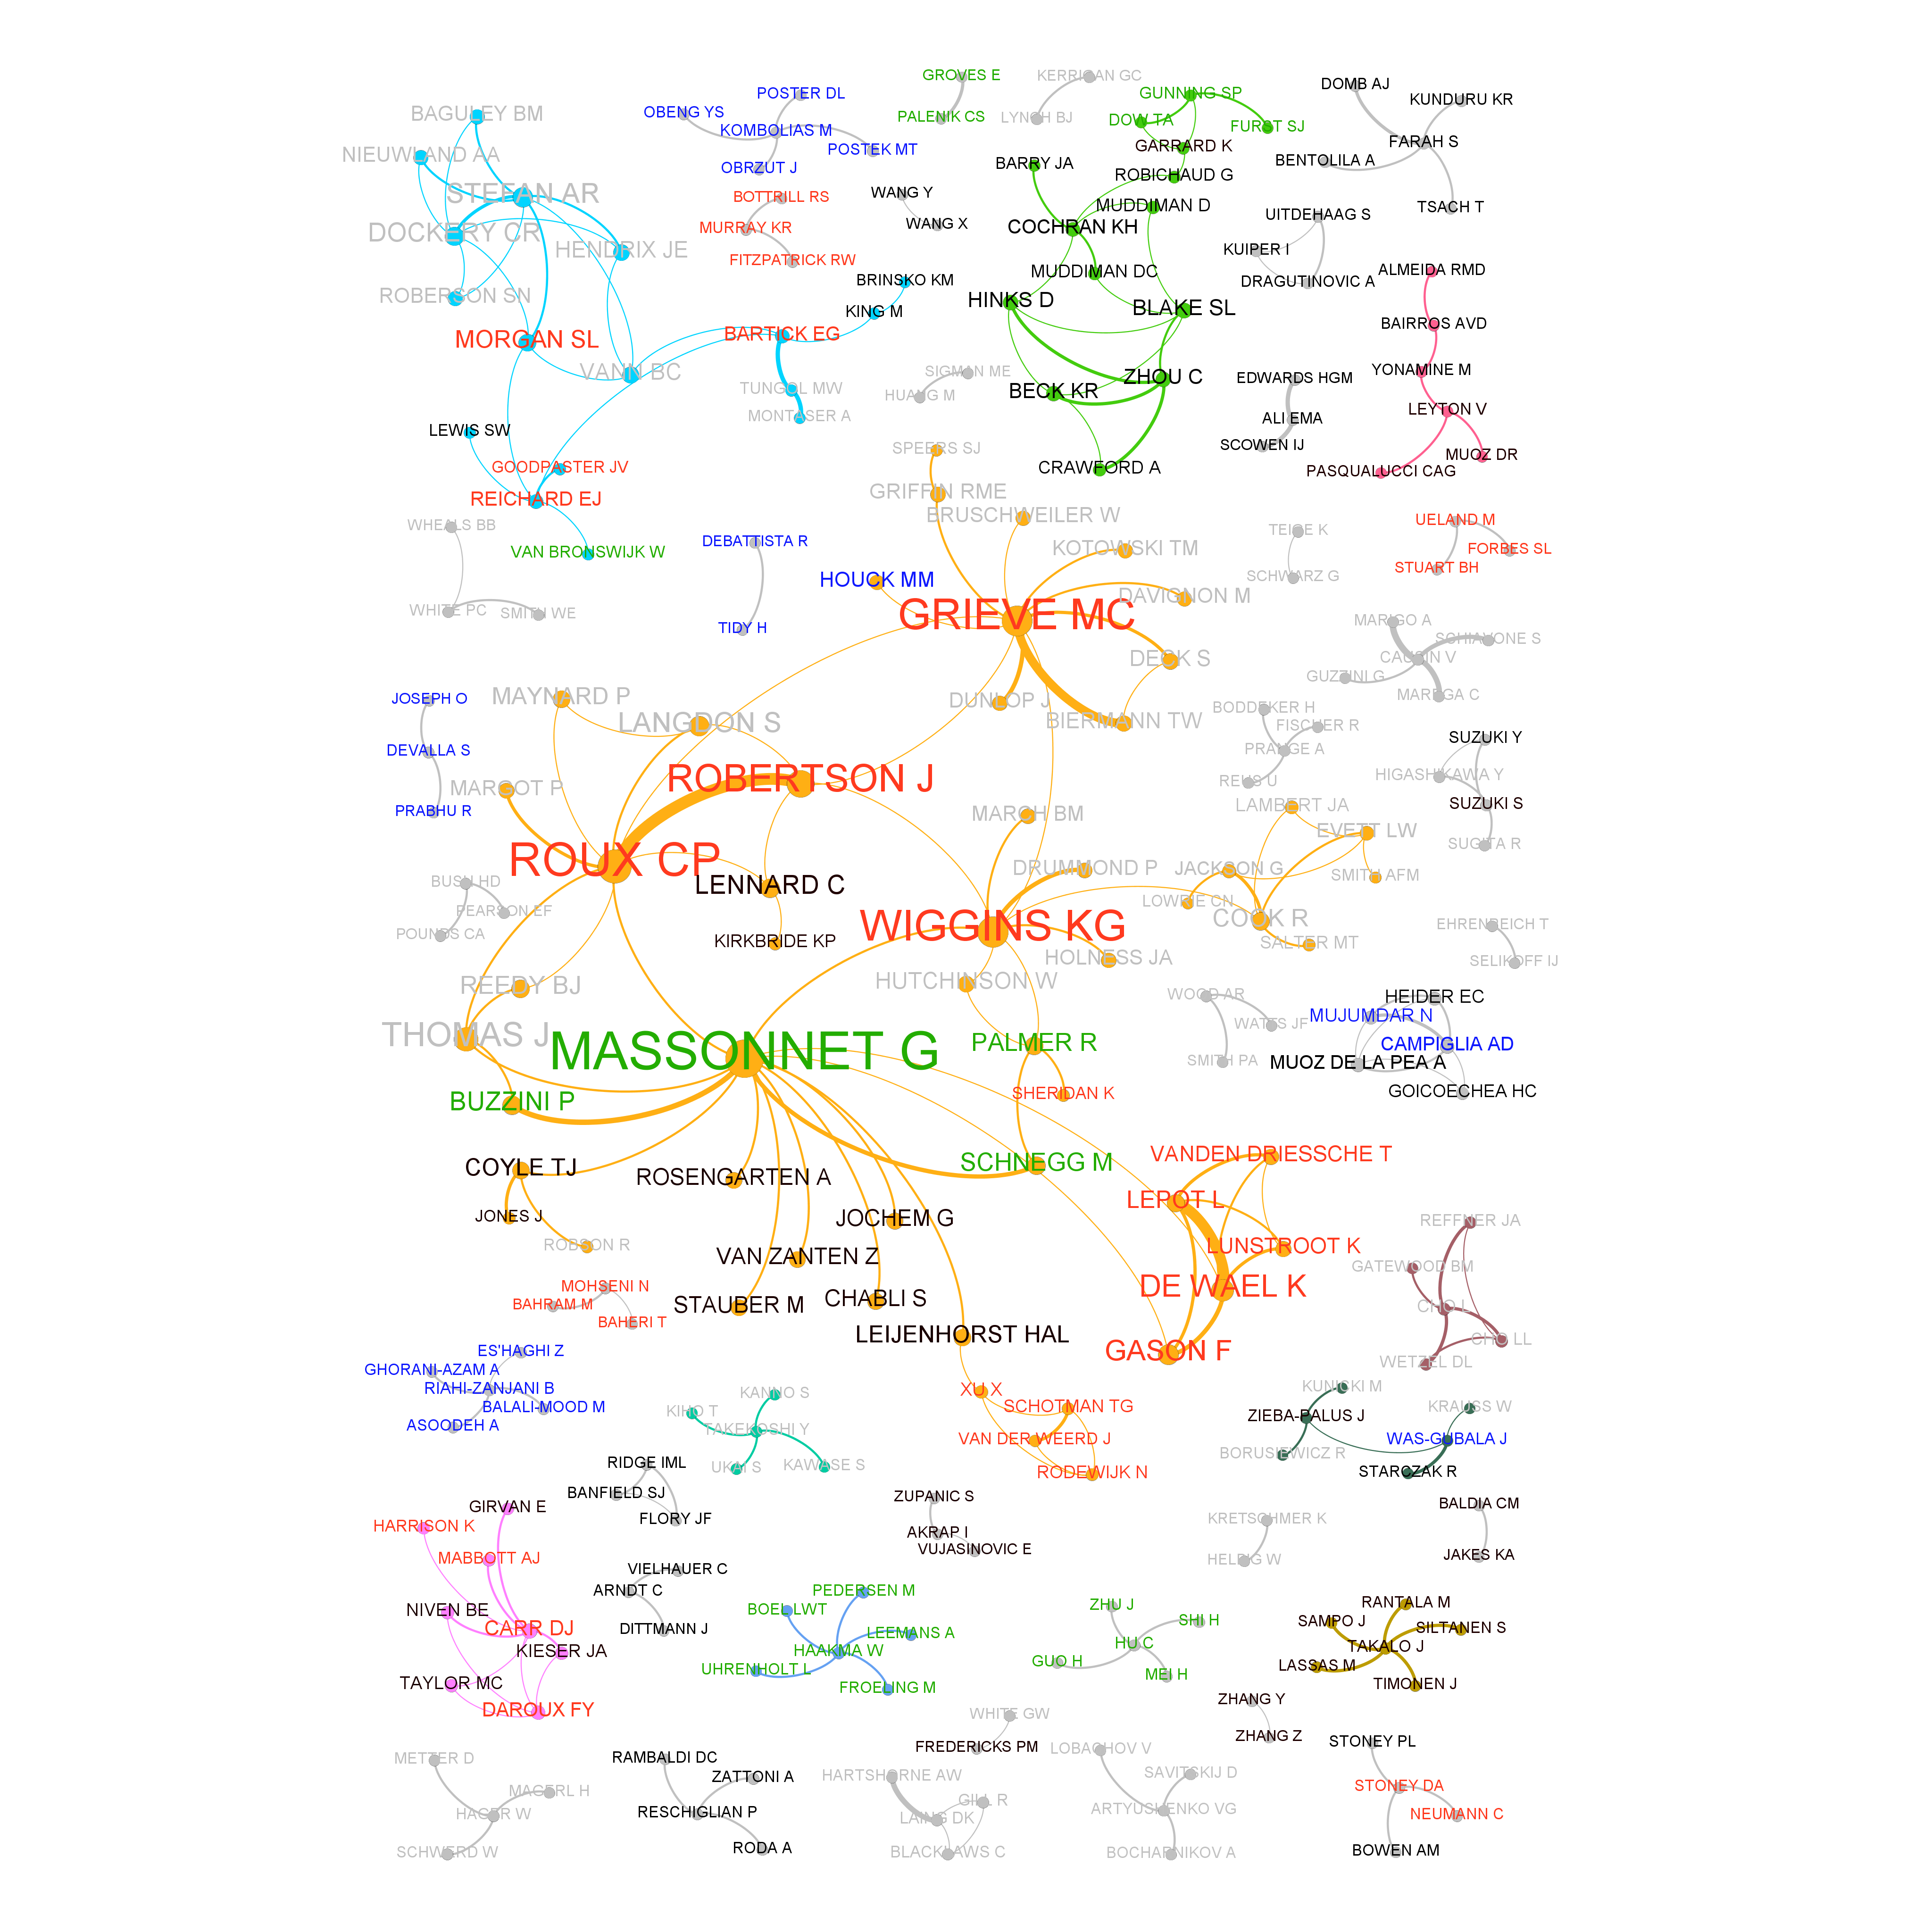 GROVES E
KERRIGAN GC
DOMB AJ
POSTER DL
GUNNING SP
KUNDURU KR
BAGULEY BM
OBENG YS
PALENIK CS
LYNCH BJ
DOW TA
FURST SJ
KOMBOLIAS M
FARAH S
GARRARD K
POSTEK MT
NIEUWLAND AA
BARRY JA
BENTOLILA A
OBRZUT J
ROBICHAUD G
STEFAN AR
BOTTRILL RS
WANG Y
MUDDIMAN D
TSACH T
UITDEHAAG S
WANG X
MURRAY KR
COCHRAN KH
DOCKERY CR
HENDRIX JE
KUIPER I
FITZPATRICK RW
MUDDIMAN DC
ALMEIDA RMD
BRINSKO KM
DRAGUTINOVIC A
ROBERSON SN
HINKS D
BLAKE SL
KING M
BAIRROS AVD
BARTICK EG
MORGAN SL
VANN BC
SIGMAN ME
YONAMINE M
ZHOU C
EDWARDS HGM
TUNGOL MW
BECK KR
HUANG M
LEYTON V
MONTASER A
ALI EMA
LEWIS SW
SCOWEN IJ
SPEERS SJ
MUOZ DR
GOODPASTER JV
CRAWFORD A
PASQUALUCCI CAG
GRIFFIN RME
REICHARD EJ
BRUSCHWEILER W
UELAND M
WHEALS BB
TEIGE K
DEBATTISTA R
KOTOWSKI TM
FORBES SL
VAN BRONSWIJK W
STUART BH
SCHWARZ G
HOUCK MM
DAVIGNON M
WHITE PC
SMITH WE
GRIEVE MC
MARIGO A
TIDY H
SCHIAVONE S
DECK S
CAUSIN V
GUZZINI G
JOSEPH O
MAYNARD P
DUNLOP J
MAREGA C
BODDEKER H
LANGDON S
BIERMANN TW
FISCHER R
SUZUKI Y
DEVALLA S
PRANGE A
ROBERTSON J
HIGASHIKAWA Y
REUS U
MARGOT P
SUZUKI S
LAMBERT JA
PRABHU R
MARCH BM
EVETT LW
SUGITA R
ROUX CP
DRUMMOND P
JACKSON G
SMITH AFM
BUSH HD
LENNARD C
LOWRIE CN
PEARSON EF
COOK R
WIGGINS KG
EHRENREICH T
POUNDS CA
KIRKBRIDE KP
SALTER MT
HOLNESS JA
SELIKOFF IJ
HUTCHINSON W
REEDY BJ
WOOD AR
HEIDER EC
MUJUMDAR N
WATTS JF
THOMAS J
PALMER R
CAMPIGLIA AD
MASSONNET G
SMITH PA
MUOZ DE LA PEA A
SHERIDAN K
GOICOECHEA HC
BUZZINI P
VANDEN DRIESSCHE T
SCHNEGG M
COYLE TJ
ROSENGARTEN A
LEPOT L
JONES J
JOCHEM G
REFFNER JA
ROBSON R
LUNSTROOT K
VAN ZANTEN Z
GATEWOOD BM
MOHSENI N
DE WAEL K
CHABLI S
BAHRAM M
STAUBER M
CHO I
BAHERI T
LEIJENHORST HAL
CHO LL
ES'HAGHI Z
GASON F
WETZEL DL
GHORANI-AZAM A
RIAHI-ZANJANI B
KUNICKI M
XU X
KANNO S
BALALI-MOOD M
SCHOTMAN TG
KRAUSS W
KIHO T
ZIEBA-PALUS J
ASOODEH A
TAKEKOSHI Y
VAN DER WEERD J
WAS-GUBALA J
BORUSIEWICZ R
RIDGE IML
UKAI S
KAWASE S
RODEWIJK N
STARCZAK R
BANFIELD SJ
ZUPANIC S
BALDIA CM
GIRVAN E
FLORY JF
KRETSCHMER K
HARRISON K
AKRAP I
VUJASINOVIC E
JAKES KA
MABBOTT AJ
HELBIG W
VIELHAUER C
ARNDT C
PEDERSEN M
RANTALA M
ZHU J
NIVEN BE
BOEL LWT
SHI H
SAMPO J
CARR DJ
DITTMANN J
LEEMANS A
SILTANEN S
HU C
TAKALO J
KIESER JA
HAAKMA W
GUO H
LASSAS M
UHRENHOLT L
MEI H
TAYLOR MC
FROELING M
TIMONEN J
ZHANG Y
DAROUX FY
WHITE GW
ZHANG Z
STONEY PL
FREDERICKS PM
LOBACHOV V
METTER D
RAMBALDI DC
SAVITSKIJ D
ZATTONI A
HARTSHORNE AW
STONEY DA
MAGERL H
GILL R
ARTYUSHENKO VG
RESCHIGLIAN P
NEUMANN C
HAGER W
LAING DK
RODA A
BOWEN AM
SCHWERD W
BLACKLAWS C
BOCHARNIKOV A